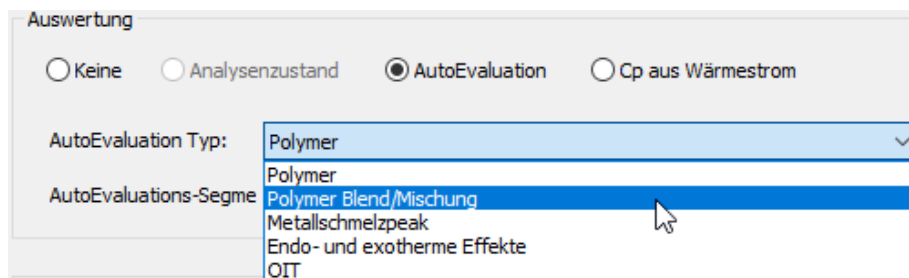 Auswertung
Keine Analysenzustand AutoEvaluation Cp aus Wärmestrom
AutoEvaluation Typ: Polymer
Polymer
AutoEvaluations-Segme Polymer Blend/Mischung
Metallschmelzpeak
Endo- und exotherme Effekte
OIT